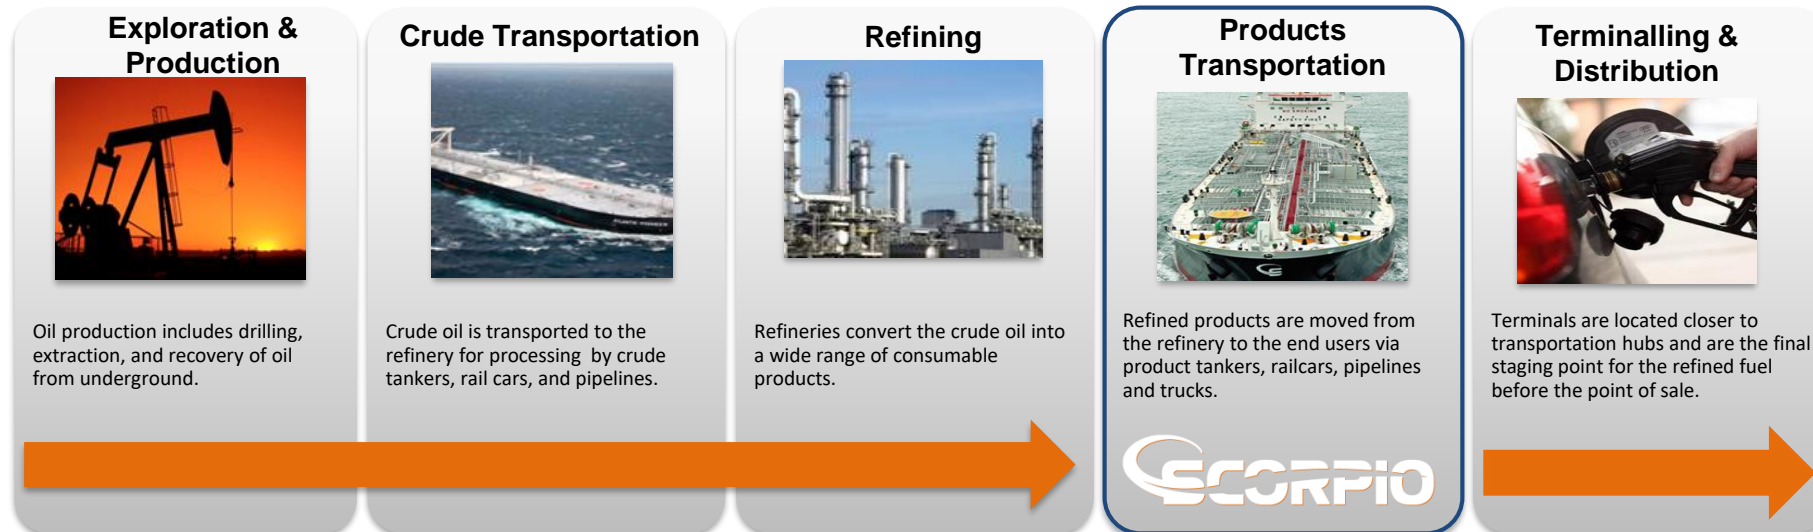 Exploration &
Production
Oil production includes drilling,
extraction, and recovery of oil
from underground.
Crude Transportation
Crude oil is transported to the
refinery for processing  by crude
tankers, rail cars, and pipelines.
Refining
Refineries convert the crude oil into
a wide range of consumable
products.
Products
Transportation
Refined products are moved from
the refinery to the end users via
product tankers, railcars, pipelines
and trucks.
SCORPIO
Terminalling &
Distribution
Terminals are located closer to
transportation hubs and are the final
staging point for the refined fuel
before the point of sale.